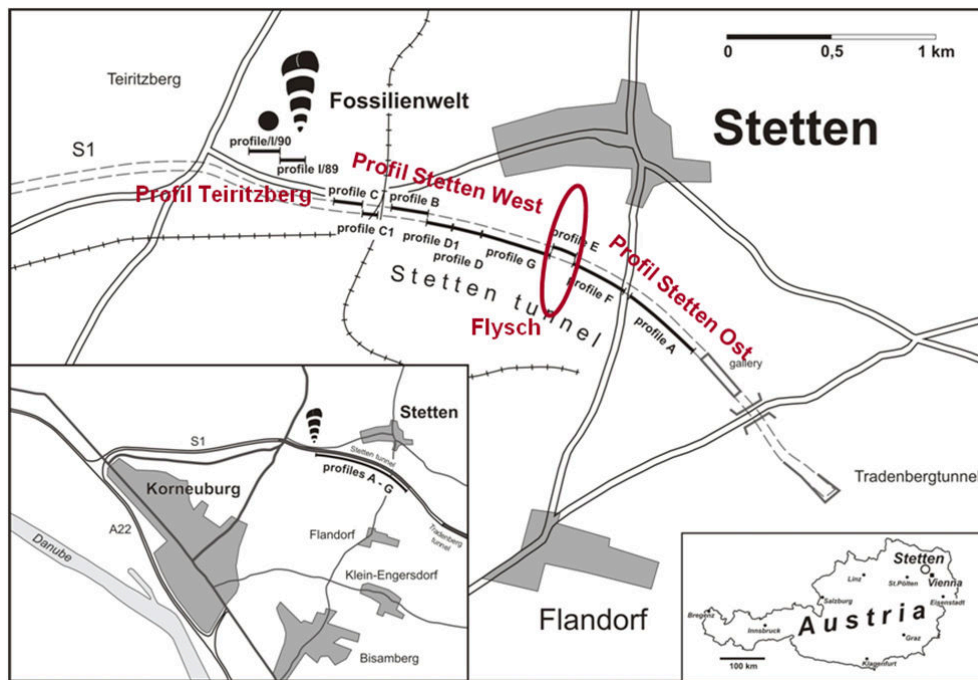 0 0,5 1 km
Teiritzberg
Fossilienwelt
Stetten
profile/I/90
S1
profile I/89
Profil Stetten West
Profil Teiritzberg
profile C
profile B
profile C1
profile D1
profile E
profile D
profile G
Profil Stetten Ost
Stetten tunnel
profile F
Flysch
profile A
gallery
Tradenbergtunnel
Flandorf
Stetten
S1
Stetten tunnel
profiles A - G
Korneuburg
A22
Danube
Flandorf
Tradenberg
tunnel
Klein-Engersdorf
Bisamberg
Stetten
Linz
St.Pölten
Vienna
Salzburg
Eisenstadt
Bregenz
Innsbruck
Austria
Graz
Klagenfurt
100 km